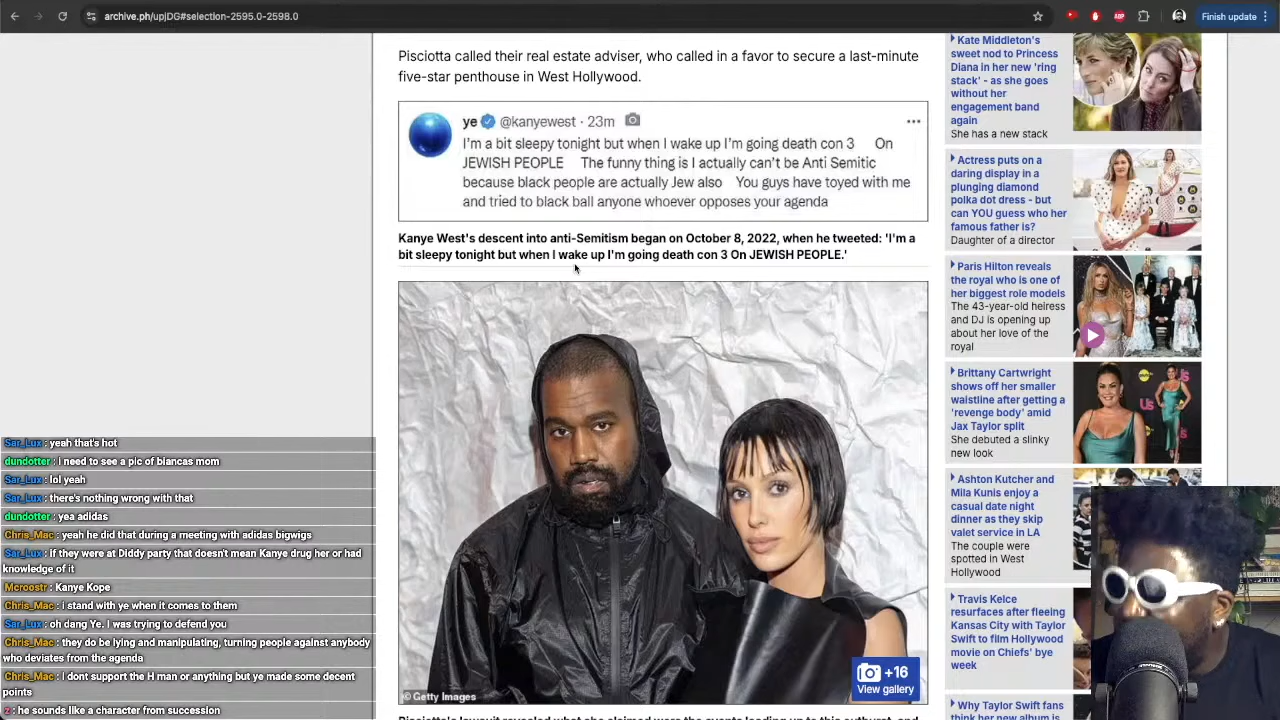 archive.ph/upjDG#selection-2595.0-2598.0
Finish update
Pisciotta called their real estate adviser, who called in a favor to secure a last-minute
five-star penthouse in West Hollywood.
ye @kanyewest · 23m
I'm a bit sleepy tonight but when I wake up I'm going death con 3 On
JEWISH PEOPLE The funny thing is I actually can't be Anti Semitic
because black people are actually Jew also You guys have toyed with me
and tried to black ball anyone whoever opposes your agenda
Kanye West's descent into anti-Semitism began on October 8, 2022, when he tweeted: 'I'm a
bit sleepy tonight but when I wake up I'm going death con 3 On JEWISH PEOPLE.'
© Getty Images
+16
View gallery
Kate Middleton's
sweet nod to Princess
Diana in her new 'ring
stack' - as she goes
without her
engagement band
again
She has a new stack
Actress puts on a
daring display in a
plunging diamond
polka dot dress - but
can YOU guess who her
famous father is?
Daughter of a director
Paris Hilton reveals
the royal who is one of
her biggest role models
The 43-year-old heiress
and DJ is opening up
about her love of the
royal
Brittany Cartwright
shows off her smaller
waistline after getting a
'revenge body' amid
Jax Taylor split
She debuted a slinky
new look
Ashton Kutcher and
Mila Kunis enjoy a
casual date night
dinner as they skip
valet service in LA
The couple were
spotted in West
Hollywood
Travis Kelce
resurfaces after fleeing
Kansas City with Taylor
Swift to film Hollywood
movie on Chiefs' bye
week
Why Taylor Swift fans
think her new album is
Sar_Lux : yeah that's hot
dundotter : I need to see a pic of biancas mom
Sar_Lux : lol yeah
Sar_Lux : there's nothing wrong with that
dundotter : yea adidas
Chris_Mac : yeah he did that during a meeting with adidas bigwigs
Sar_Lux : if they were at Diddy party that doesn't mean Kanye drug her or had
knowledge of it
Mcroostr : Kanye Kope
Chris_Mac : i stand with ye when it comes to them
Sar_Lux : oh dang Ye. I was trying to defend you
Chris_Mac : they do be lying and manipulating, turning people against anybody
who deviates from the agenda
Chris_Mac : I dont support the H man or anything but ye made some decent
points
: he sounds like a character from succession